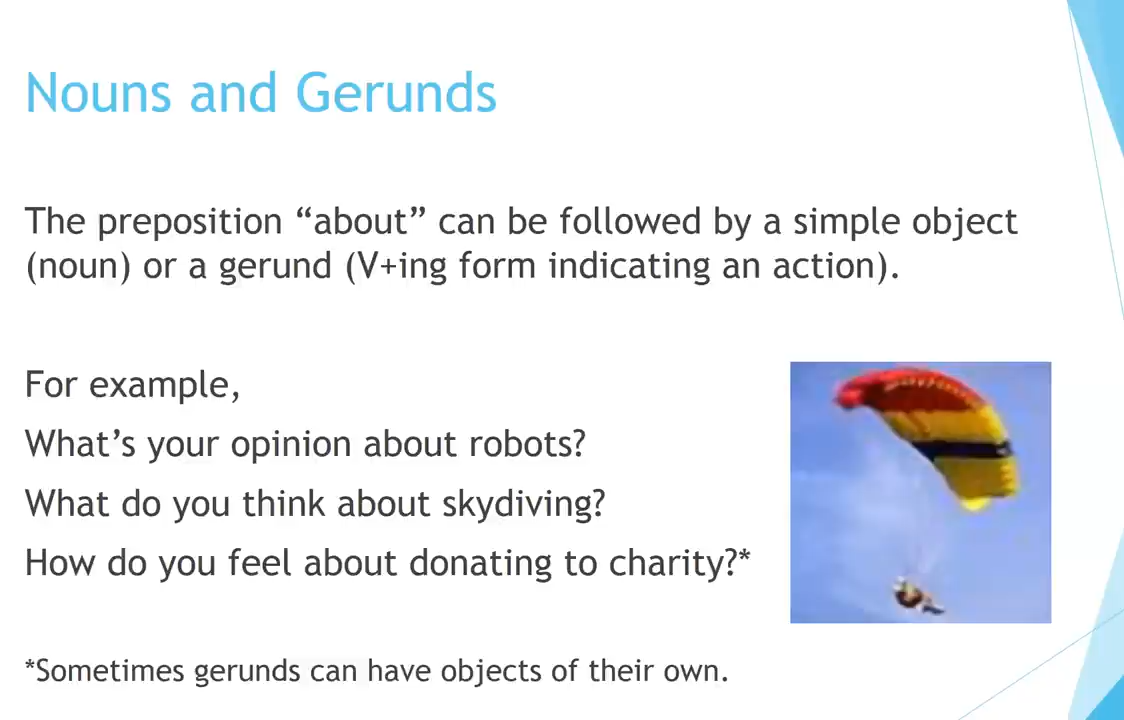 Nouns and Gerunds
The preposition “about” can be followed by a simple object
(noun) or a gerund (V+ing form indicating an action).
For example,
What’s your opinion about robots?
What do you think about skydiving?
How do you feel about donating to charity?*
*Sometimes gerunds can have objects of their own.